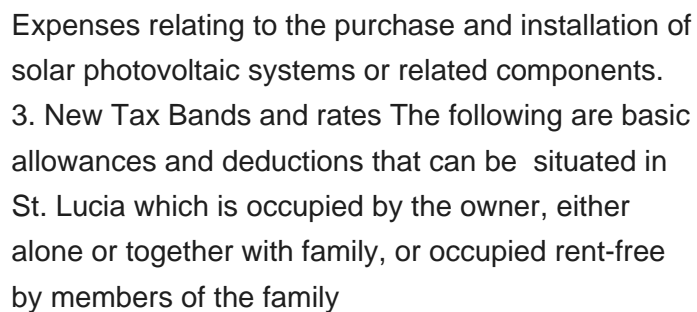 Expenses relating to the purchase and installation of
solar photovoltaic systems or related components.
3. New Tax Bands and rates The following are basic
allowances and deductions that can be  situated in
St. Lucia which is occupied by the owner, either
alone or together with family, or occupied rent-free
by members of the family